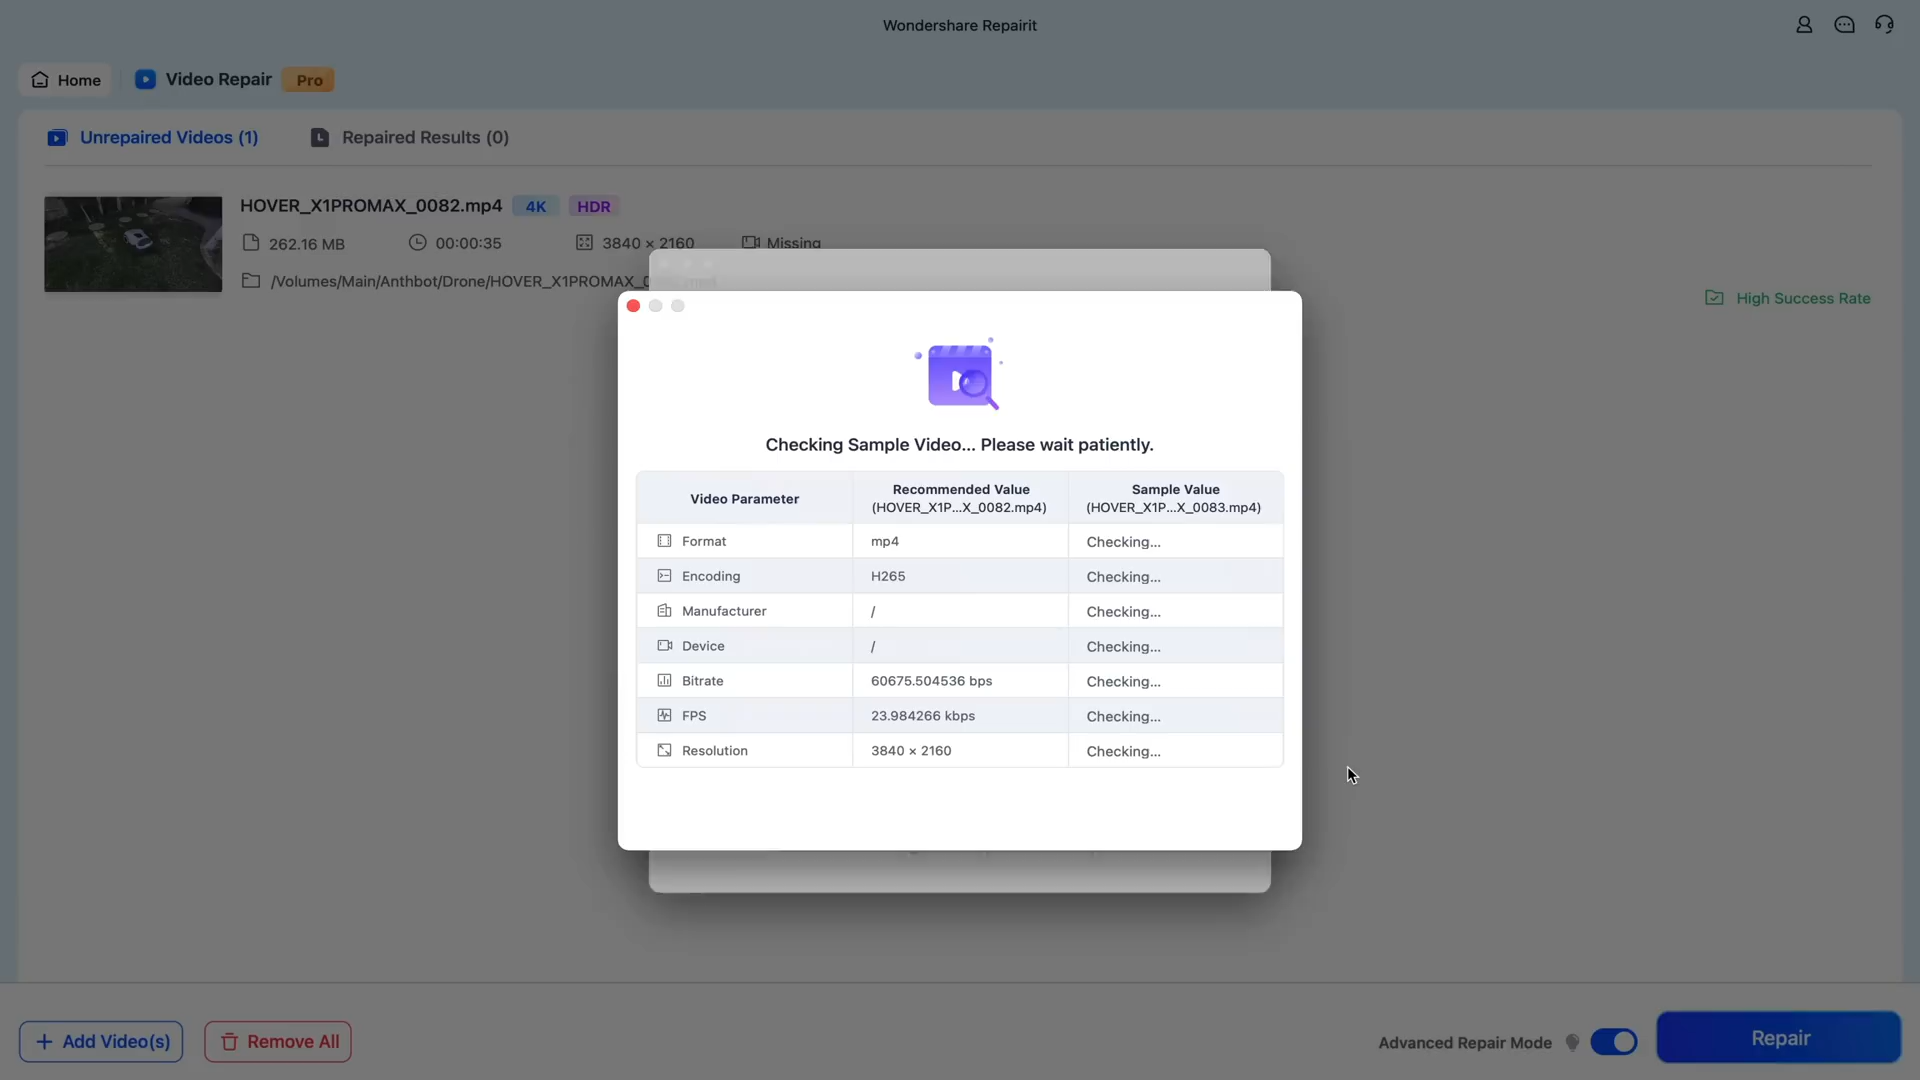 Wondershare Repairit
Home
Video Repair
Pro
Unrepaired Videos (1)
Repaired Results (0)
HOVER_X1PROMAX_0082.mp4
4K
HDR
262.16 MB
00:00:35
3840 × 2160
Missing
/Volumes/Main/Anthbot/Drone/HOVER_X1PROMAX_0
High Success Rate
Checking Sample Video... Please wait patiently.
Video Parameter
Recommended Value
(HOVER_X1P...X_0082.mp4)
Sample Value
(HOVER_X1P...X_0083.mp4)
Format
mp4
Checking...
Encoding
H265
Checking...
Manufacturer
/
Checking...
Device
/
Checking...
Bitrate
60675.504536 bps
Checking...
FPS
23.984266 kbps
Checking...
Resolution
3840 × 2160
Checking...
+ Add Video(s)
Remove All
Advanced Repair Mode
Repair